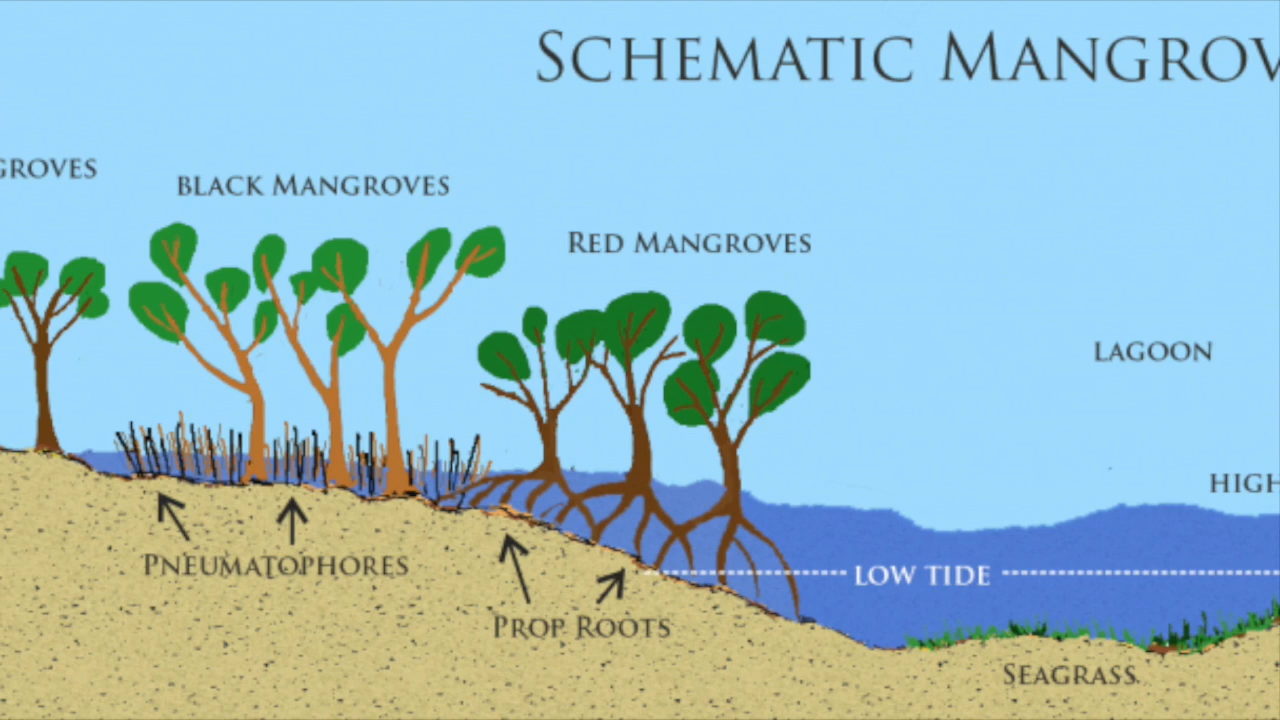 SCHEMATIC MANGROV
GROVES
BLACK MANGROVES
RED MANGROVES
LAGOON
HIGH
PNEUMATOPHORES
LOW TIDE
PROP ROOTS
SEAGRASS